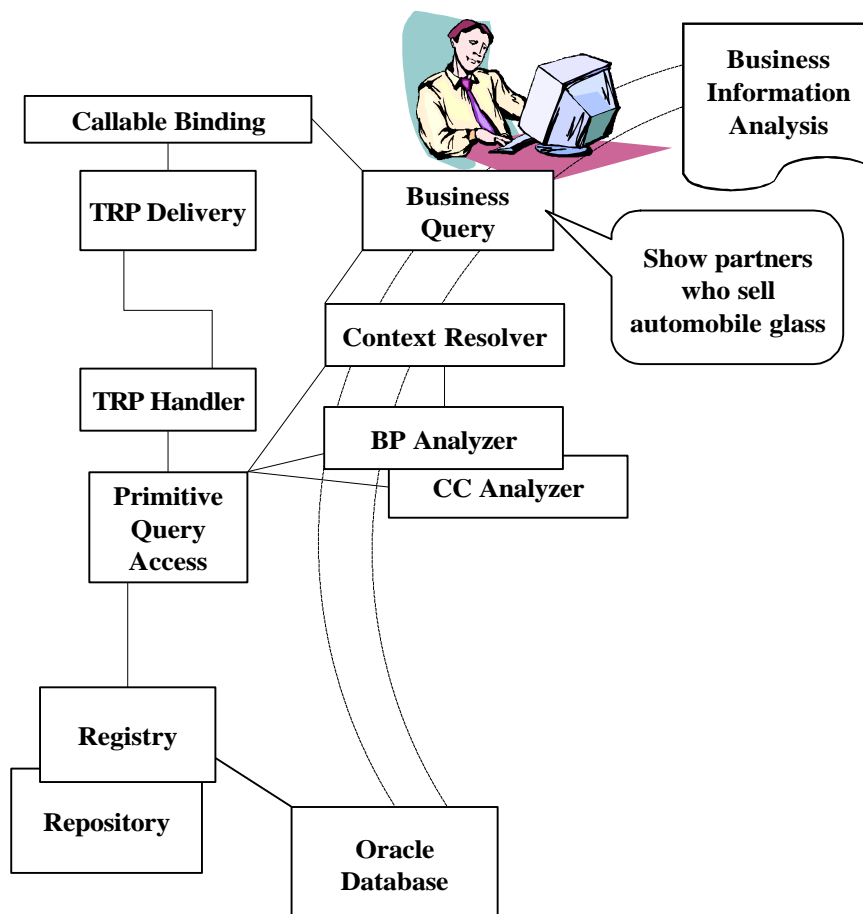 Business
Information
Analysis
Callable Binding
TRP Delivery
Business
Query
Show partners
who sell
automobile glass
Context Resolver
TRP Handler
BP Analyzer
CC Analyzer
Primitive
Query
Access
Registry
Repository
Oracle
Database